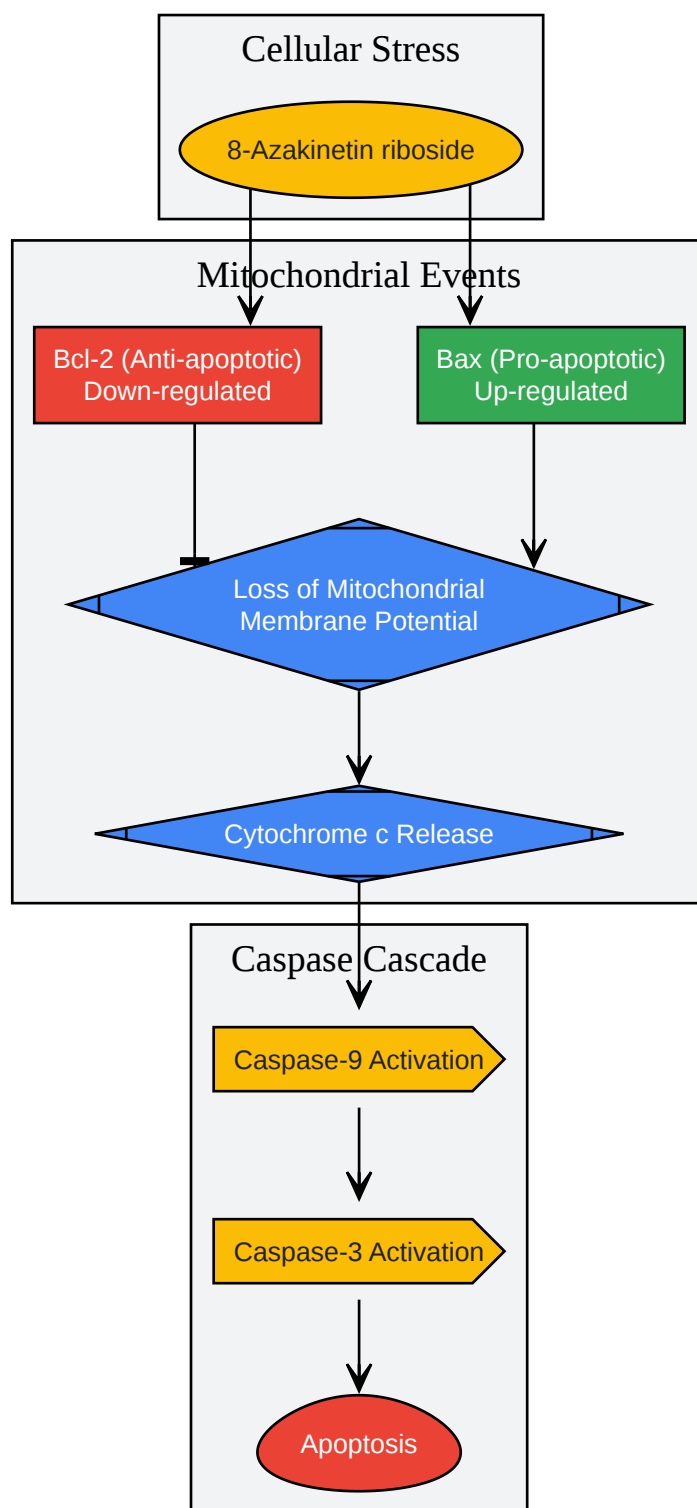 Cellular Stress
8-Azakinetin riboside
Mitochondrial Events
Bcl-2 (Anti-apoptotic)
Down-regulated
Bax (Pro-apoptotic)
Up-regulated
Loss of Mitochondrial
Membrane Potential
Cytochrome c Release
Caspase Cascade
Caspase-9 Activation
Caspase-3 Activation
Apoptosis